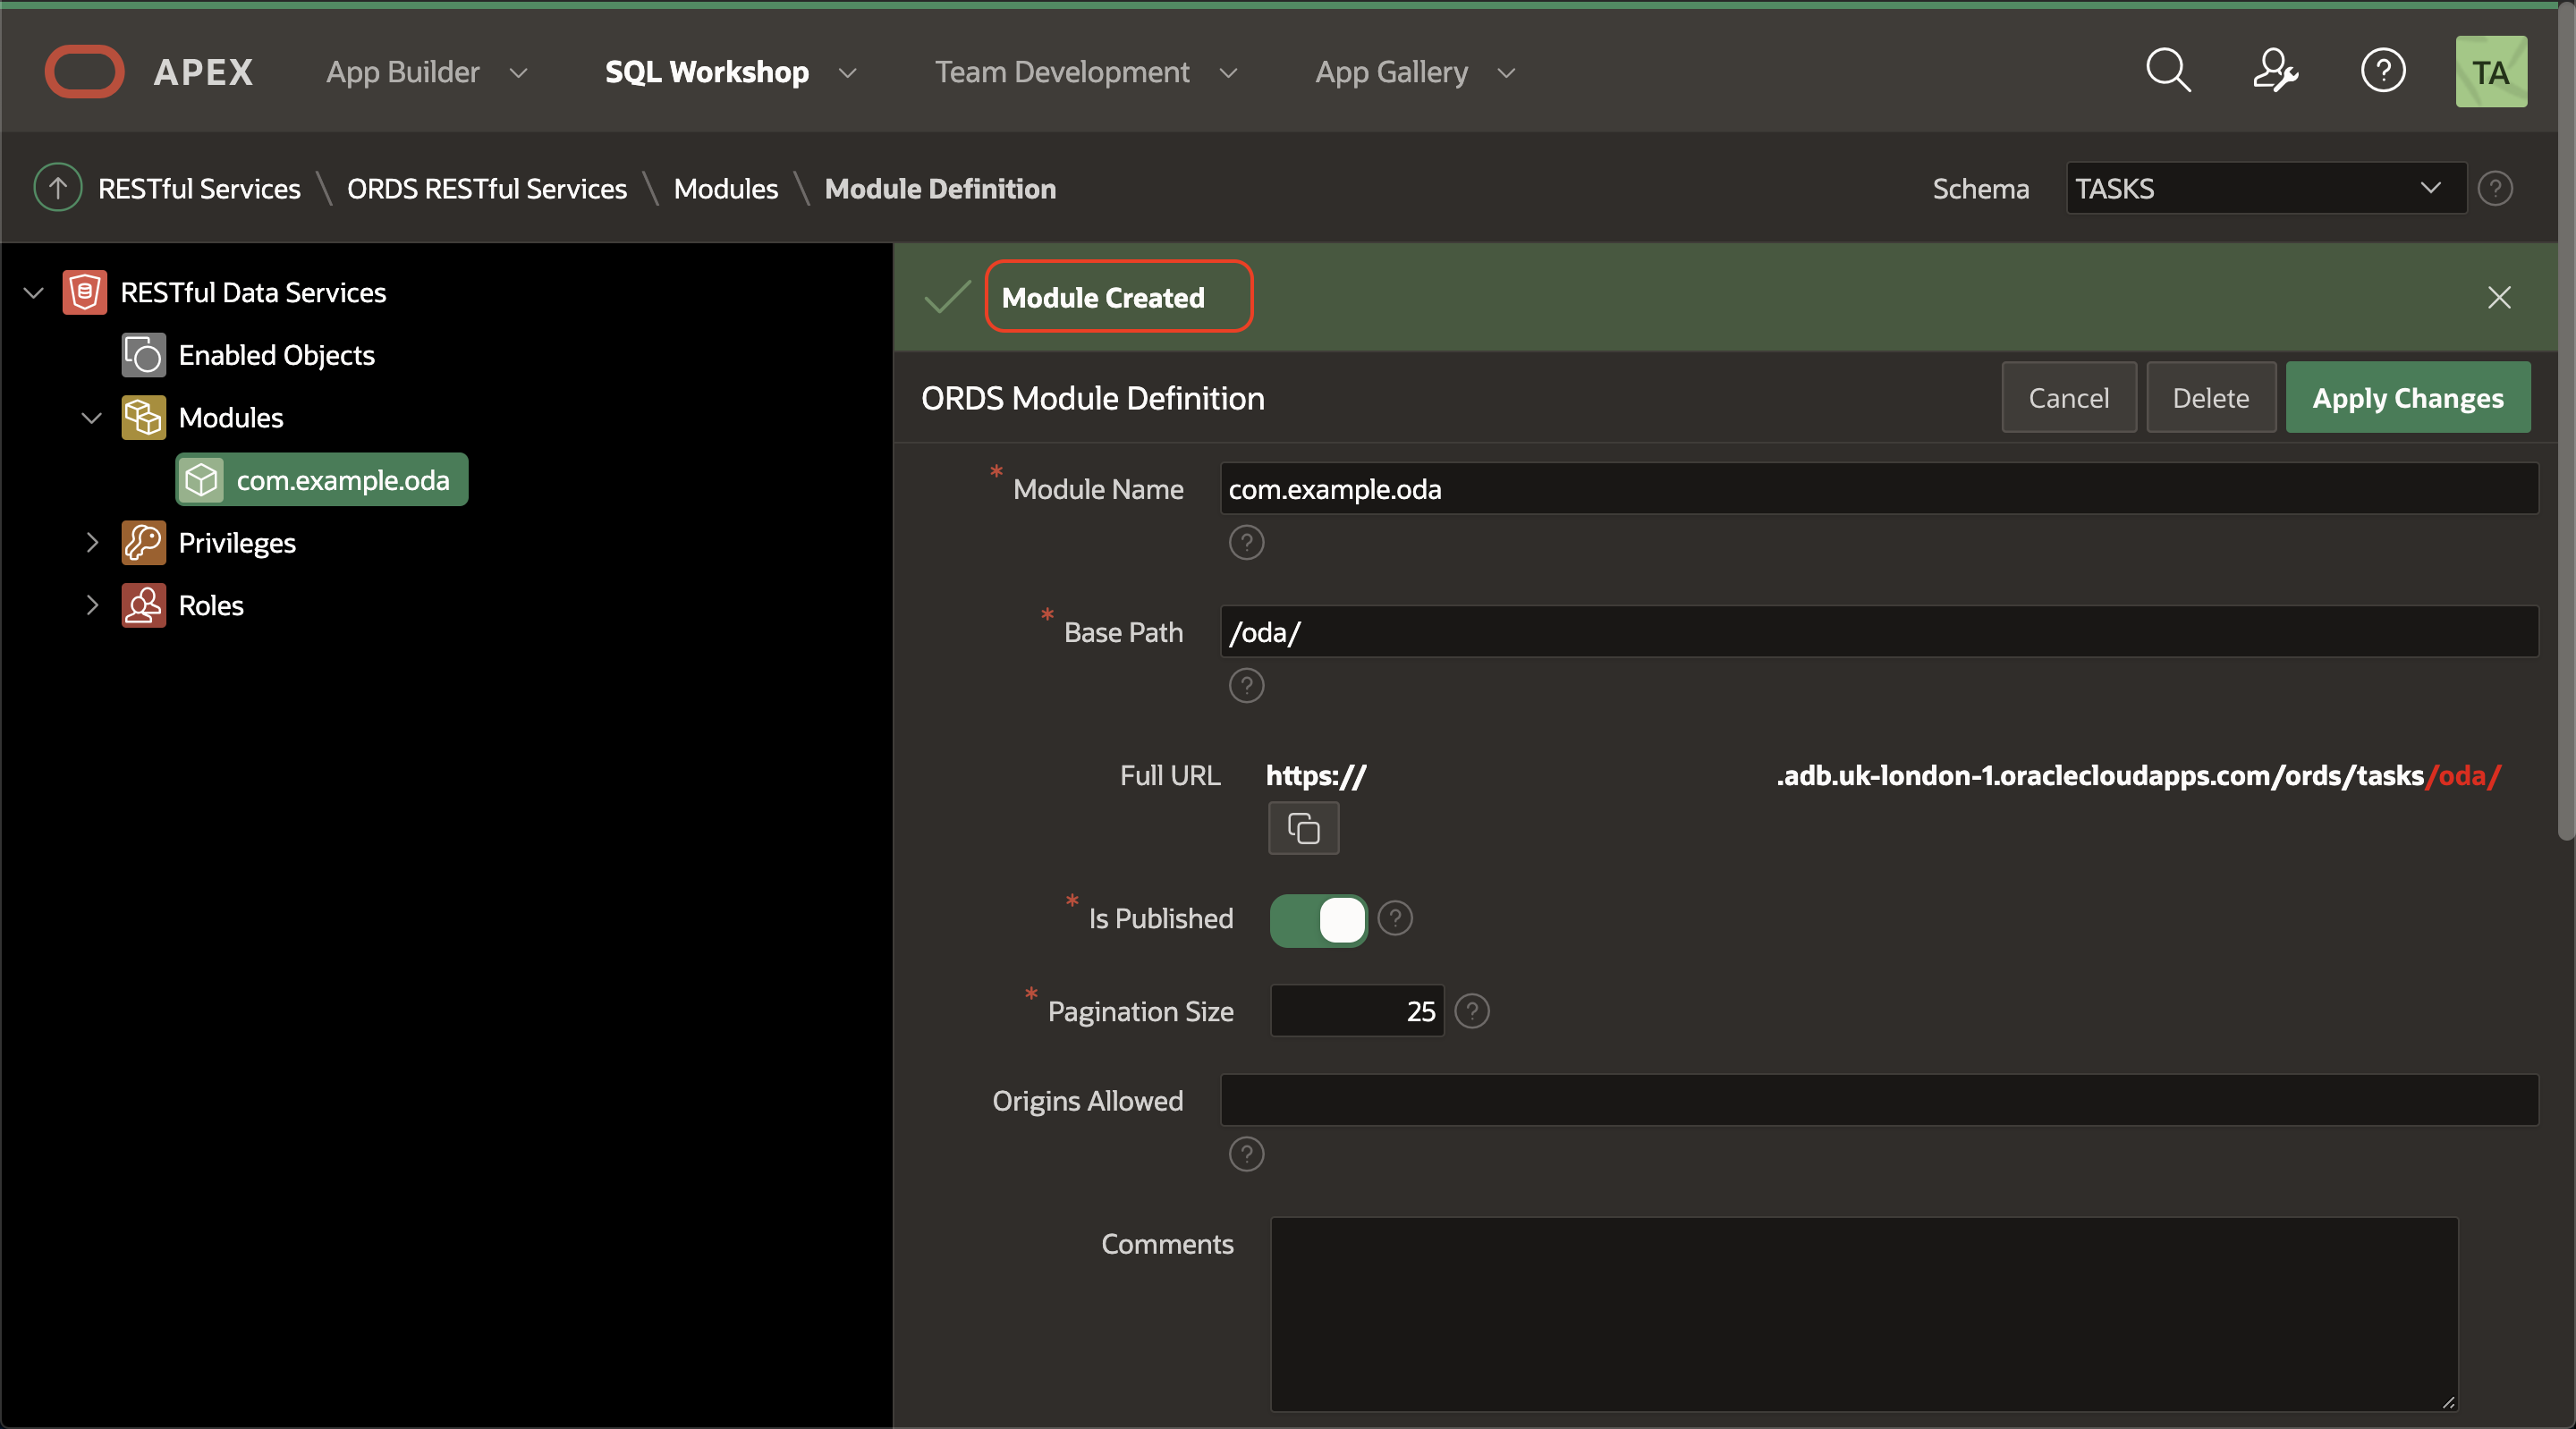 APEX App Builder SQL Workshop Team Development App Gallery ? TA
RESTful Services \ ORDS RESTful Services \ Modules \ Module Definition Schema TASKS ?
RESTful Data Services
Enabled Objects
Modules
com.example.oda
Privileges
Roles
Module Created
ORDS Module Definition Cancel Delete Apply Changes
* Module Name com.example.oda
?
* Base Path /oda/
?
Full URL https:// .adb.uk-london-1.oraclecloudapps.com/ords/tasks/oda/
* Is Published ?
* Pagination Size 25 ?
Origins Allowed
?
Comments